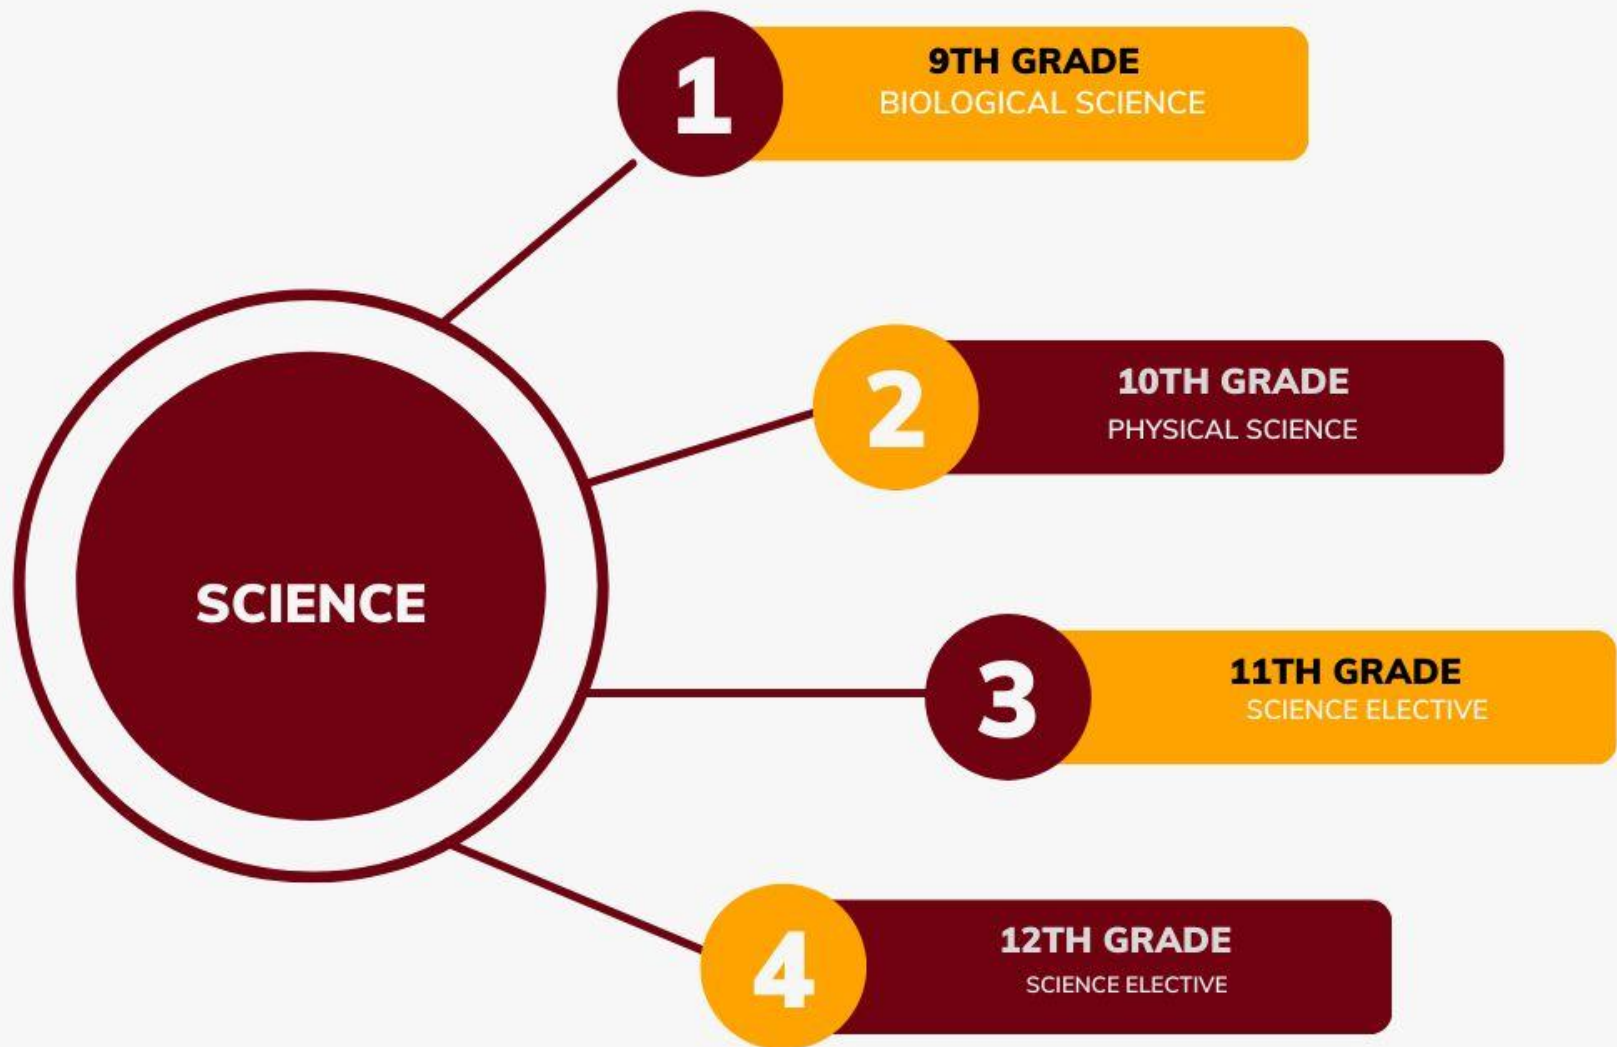 1
9TH GRADE
BIOLOGICAL SCIENCE
2
10TH GRADE
PHYSICAL SCIENCE
SCIENCE
3
11TH GRADE
SCIENCE ELECTIVE
4
12TH GRADE
SCIENCE ELECTIVE